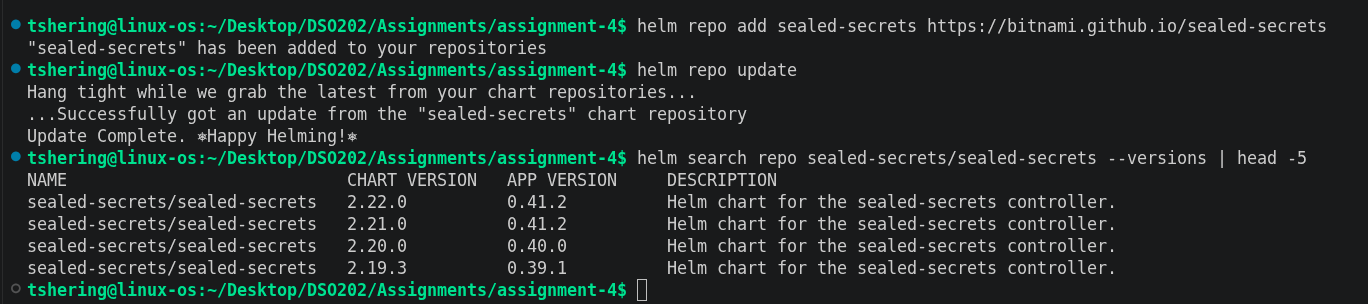 tshering@linux-os:~/Desktop/DSO202/Assignments/assignment-4$ helm repo add sealed-secrets https://bitnami.github.io/sealed-secrets
"sealed-secrets" has been added to your repositories
tshering@linux-os:~/Desktop/DSO202/Assignments/assignment-4$ helm repo update
Hang tight while we grab the latest from your chart repositories...
...Successfully got an update from the "sealed-secrets" chart repository
Update Complete. ⎈Happy Helming!⎈
tshering@linux-os:~/Desktop/DSO202/Assignments/assignment-4$ helm search repo sealed-secrets/sealed-secrets --versions | head -5
NAME                            CHART VERSION   APP VERSION     DESCRIPTION
sealed-secrets/sealed-secrets   2.22.0          0.41.2          Helm chart for the sealed-secrets controller.
sealed-secrets/sealed-secrets   2.21.0          0.41.2          Helm chart for the sealed-secrets controller.
sealed-secrets/sealed-secrets   2.20.0          0.40.0          Helm chart for the sealed-secrets controller.
sealed-secrets/sealed-secrets   2.19.3          0.39.1          Helm chart for the sealed-secrets controller.
tshering@linux-os:~/Desktop/DSO202/Assignments/assignment-4$